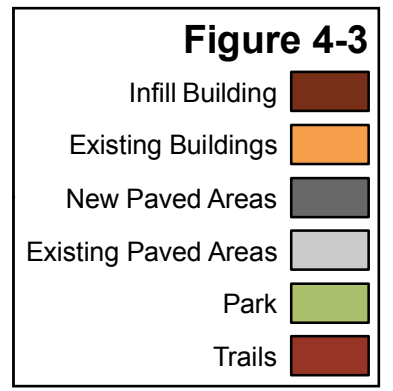 Figure 4-3
Infill Building
Existing Buildings
New Paved Areas
Existing Paved Areas
Park
Trails